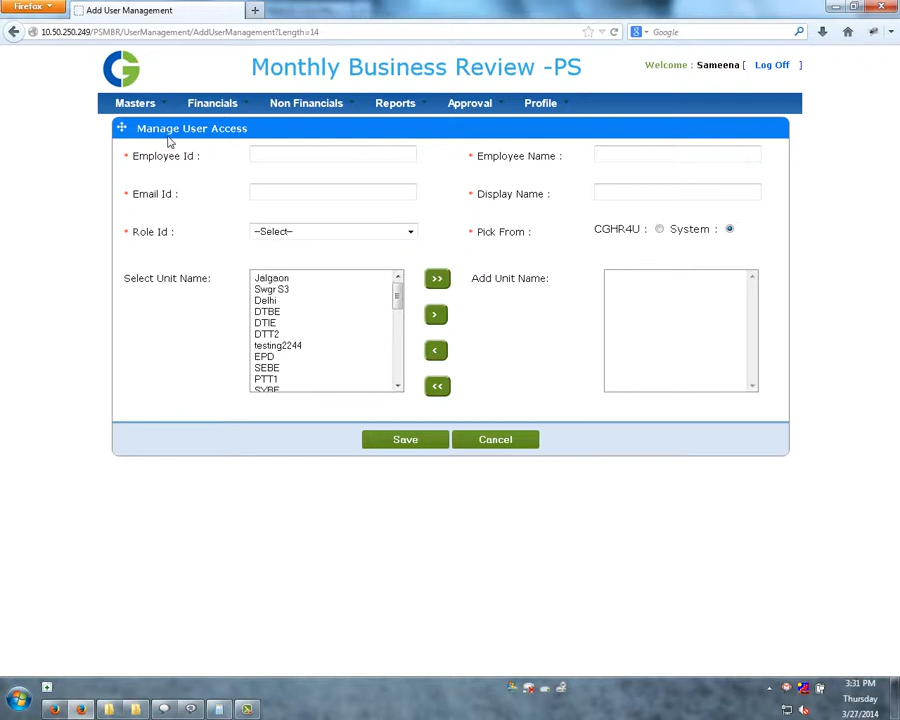 Firefox
Add User Management
10.50.250.249/PSMBR/UserManagement/AddUserManagement?Length=14
Google
Monthly Business Review -PS
Welcome : Sameena [ Log Off ]
Masters Financials Non Financials Reports Approval Profile
Manage User Access
* Employee Id : * Employee Name :
* Email Id : * Display Name :
* Role Id : --Select-- * Pick From : CGHR4U : System :
Select Unit Name: Add Unit Name:
Jalgaon
Swgr S3
Delhi
DTBE
DTIE
DTT2
testing2244
EPD
SEBE
PTT1
SYBE
>>
>
<
<<
Save Cancel
3:31 PM
Thursday
3/27/2014